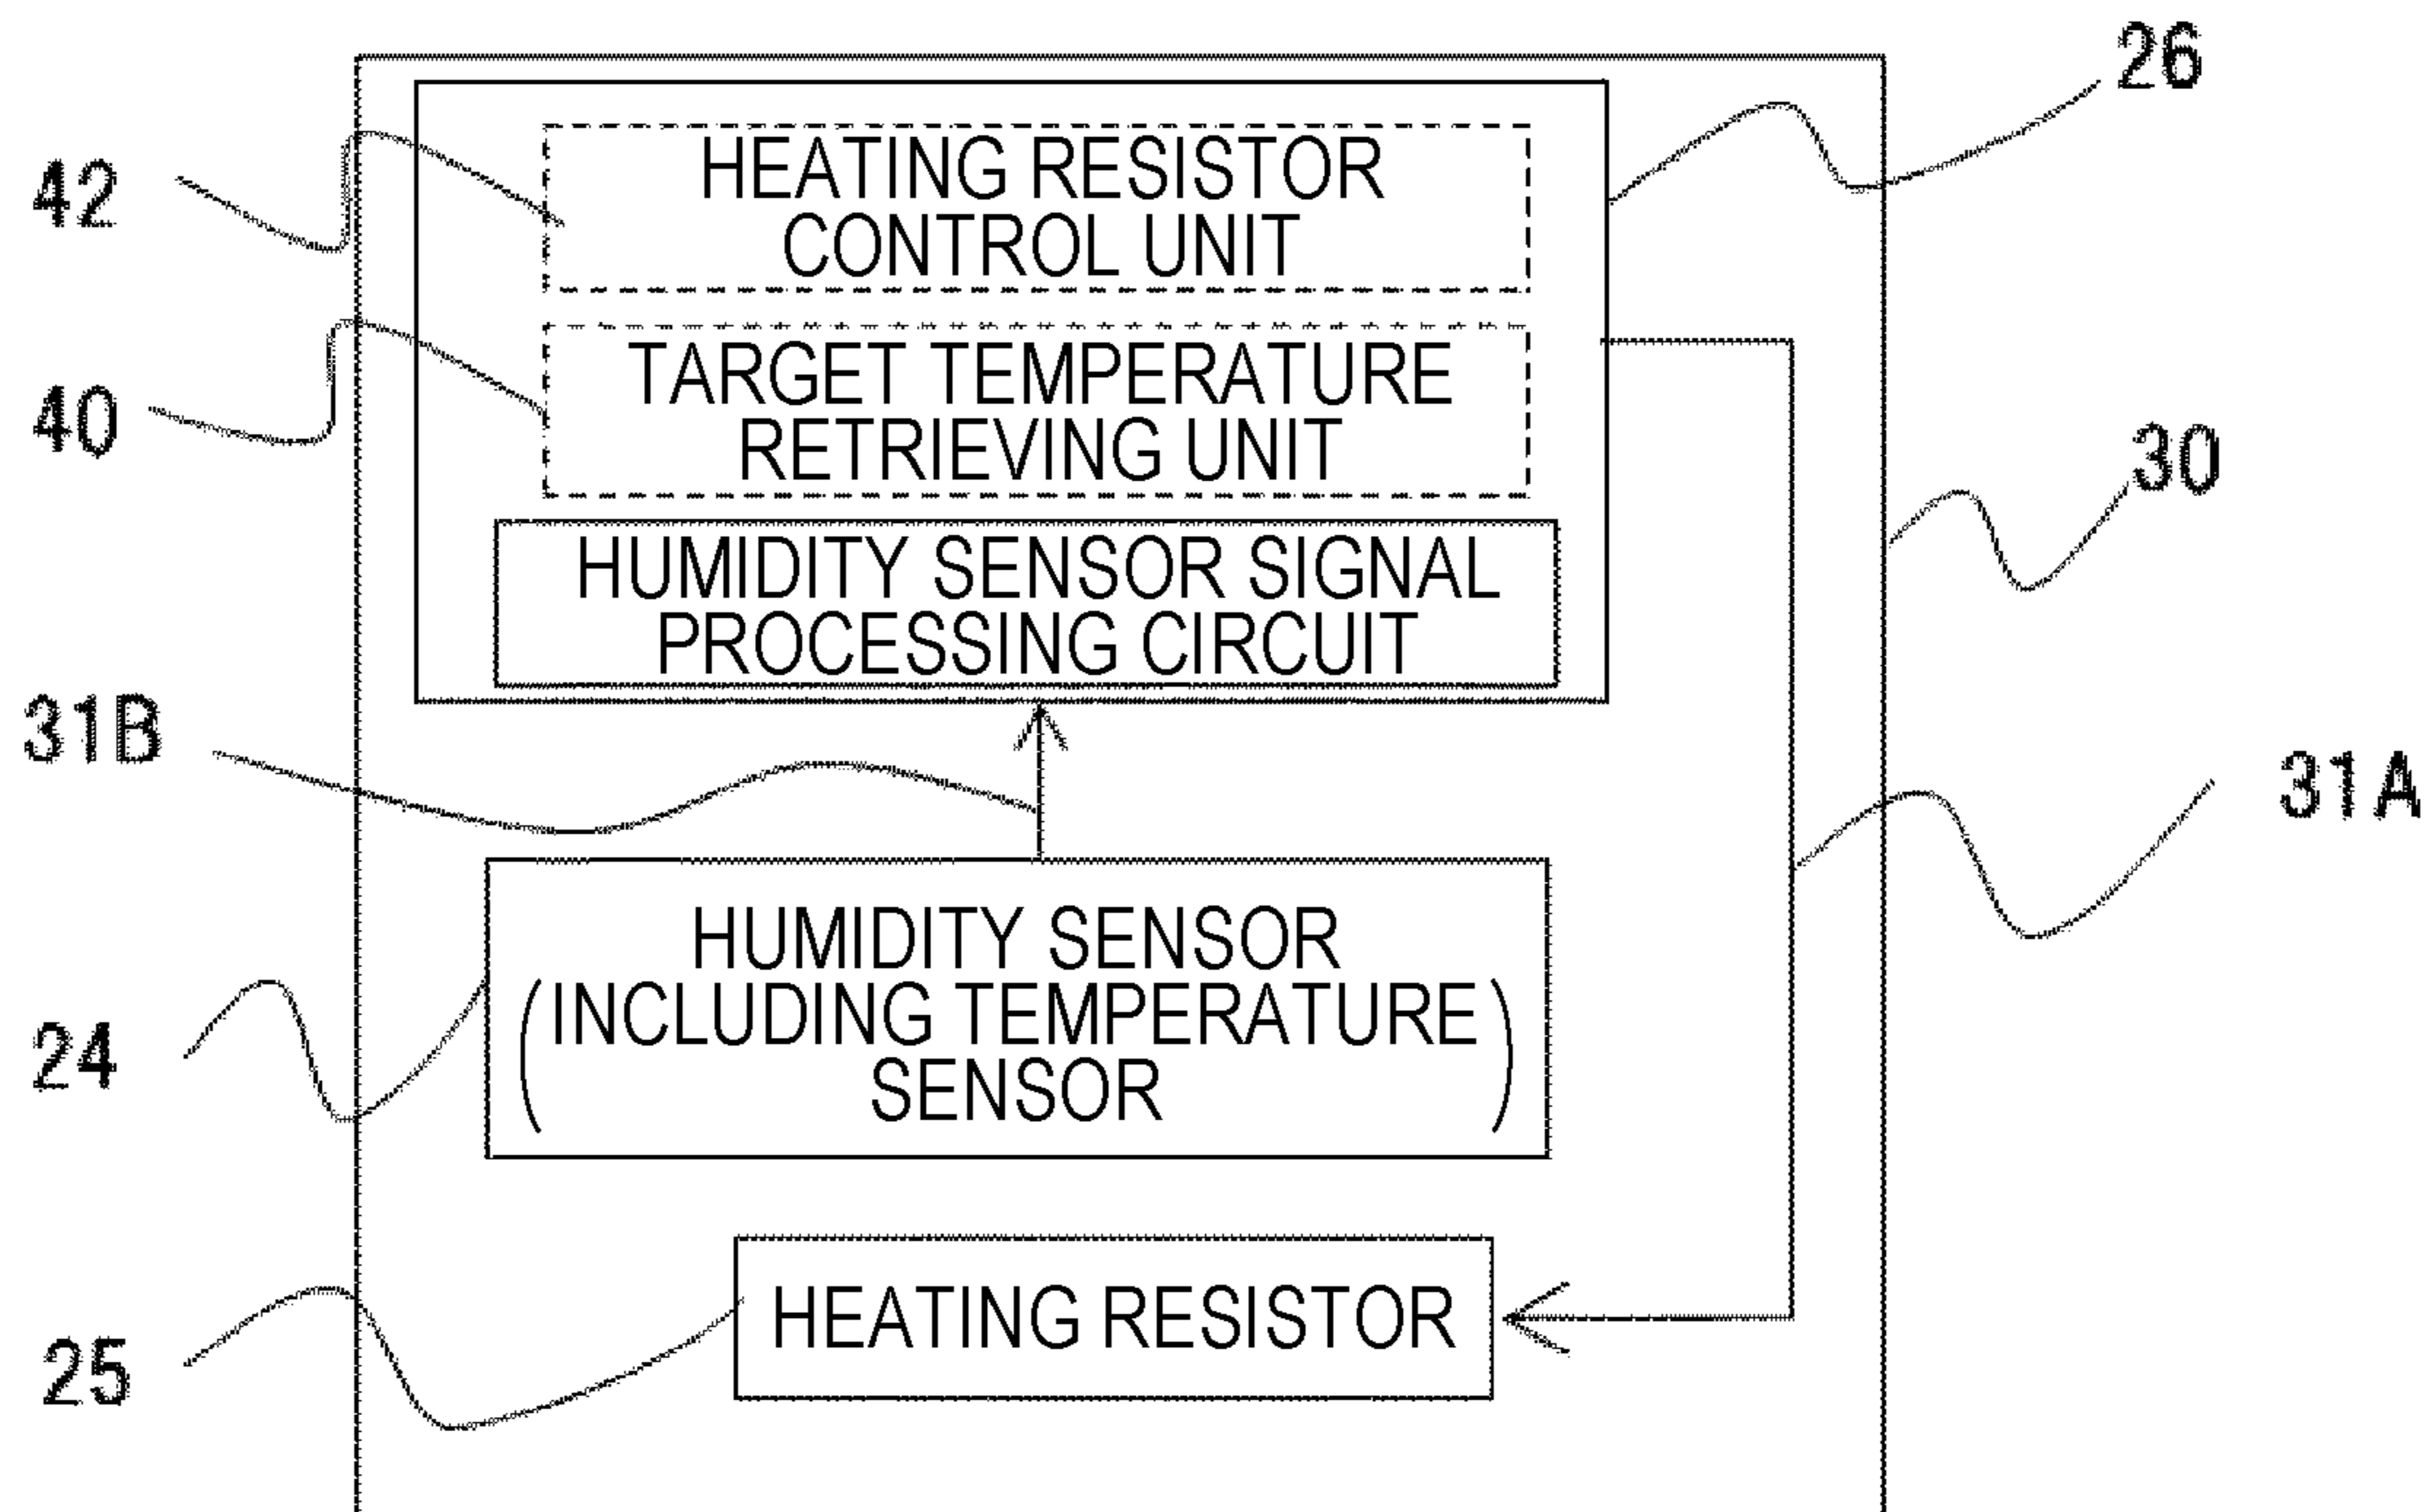 26
42
HEATING RESISTOR
CONTROL UNIT
40
TARGET TEMPERATURE
RETRIEVING UNIT
30
HUMIDITY SENSOR SIGNAL
PROCESSING CIRCUIT
31B
31A
24
HUMIDITY SENSOR
(INCLUDING TEMPERATURE
SENSOR)
25
HEATING RESISTOR